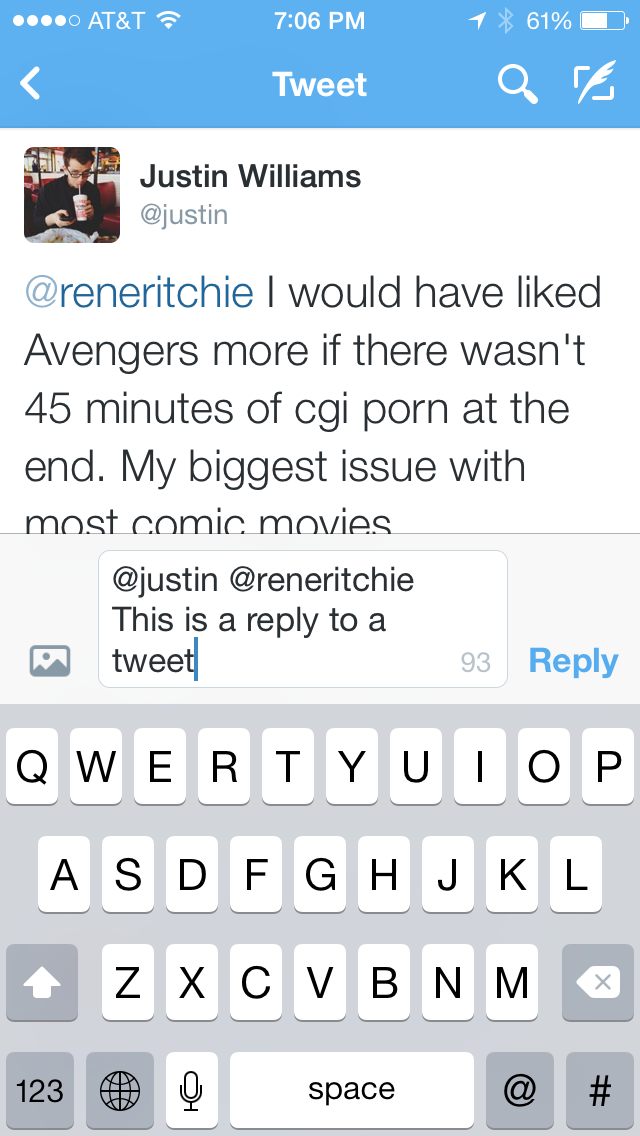 AT&T 7:06 PM 61%
Tweet
Justin Williams
@justin
@reneritchie I would have liked
Avengers more if there wasn't
45 minutes of cgi porn at the
end. My biggest issue with
most comic movies
@justin @reneritchie
This is a reply to a
tweet 93
Reply
Q W E R T Y U I O P
A S D F G H J K L
Z X C V B N M
123 space @ #